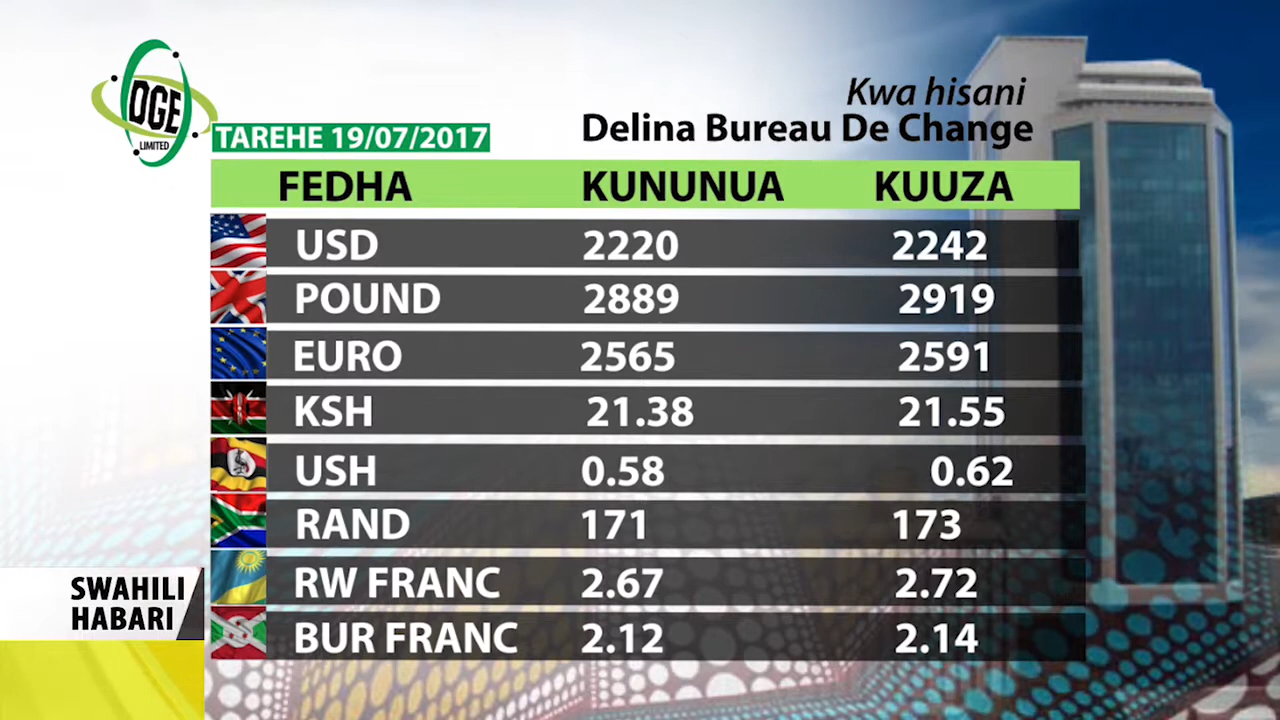 DGE
LIMITED
TAREHE 19/07/2017
Kwa hisani
Delina Bureau De Change
FEDHA KUNUNUA KUUZA
USD 2220 2242
POUND 2889 2919
EURO 2565 2591
KSH 21.38 21.55
USH 0.58 0.62
RAND 171 173
RW FRANC 2.67 2.72
BUR FRANC 2.12 2.14
SWAHILI
HABARI